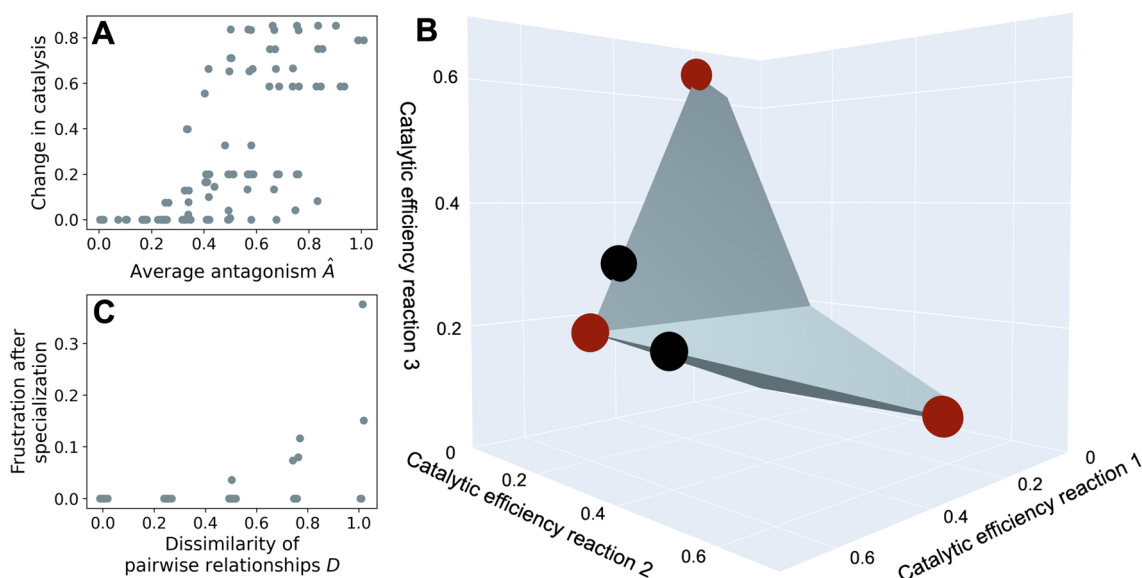 A
Change in catalysis
0.8
0.6
0.4
0.2
0.0
0.0 0.2 0.4 0.6 0.8 1.0
Average antagonism Â
B
Catalytic efficiency reaction 3
0.6
0.4
0.2
0
0.2
0.4
0.6
Catalytic efficiency reaction 2
0
0.2
0.4
0.6
Catalytic efficiency reaction 1
C
Frustration after
specialization
0.3
0.2
0.1
0.0
0.0 0.2 0.4 0.6 0.8 1.0
Dissimilarity of
pairwise relationships D